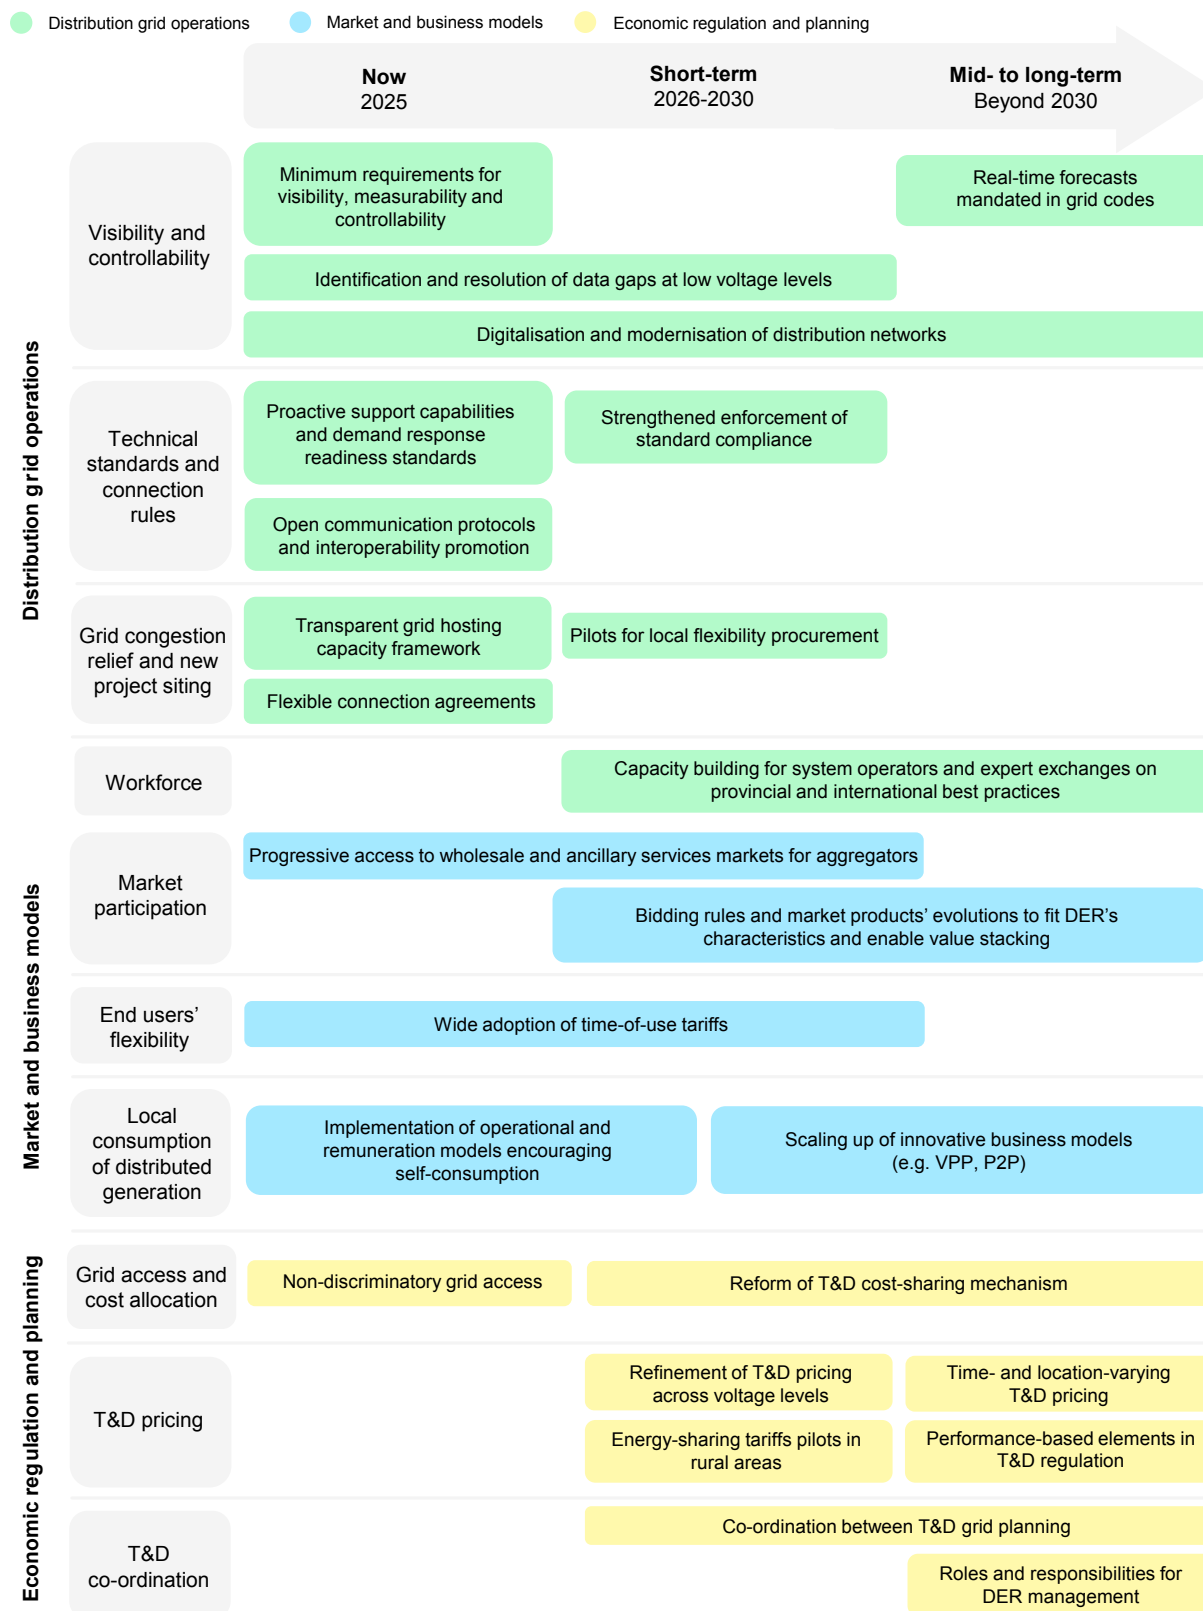 Distribution grid operations
Market and business models
Economic regulation and planning
Now
2025
Short-term
2026-2030
Mid- to long-term
Beyond 2030
Distribution grid operations
Visibility and
controllability
Minimum requirements for
visibility, measurability and
controllability
Real-time forecasts
mandated in grid codes
Identification and resolution of data gaps at low voltage levels
Digitalisation and modernisation of distribution networks
Technical
standards and
connection
rules
Proactive support capabilities
and demand response
readiness standards
Strengthened enforcement of
standard compliance
Open communication protocols
and interoperability promotion
Grid congestion
relief and new
project siting
Transparent grid hosting
capacity framework
Pilots for local flexibility procurement
Flexible connection agreements
Workforce
Capacity building for system operators and expert exchanges on
provincial and international best practices
Market and business models
Market
participation
Progressive access to wholesale and ancillary services markets for aggregators
Bidding rules and market products’ evolutions to fit DER’s
characteristics and enable value stacking
End users’
flexibility
Wide adoption of time-of-use tariffs
Local
consumption
of distributed
generation
Implementation of operational and
remuneration models encouraging
self-consumption
Scaling up of innovative business models
(e.g. VPP, P2P)
Economic regulation and planning
Grid access and
cost allocation
Non-discriminatory grid access
Reform of T&D cost-sharing mechanism
T&D pricing
Refinement of T&D pricing
across voltage levels
Time- and location-varying
T&D pricing
Energy-sharing tariffs pilots in
rural areas
Performance-based elements in
T&D regulation
T&D
co-ordination
Co-ordination between T&D grid planning
Roles and responsibilities for
DER management